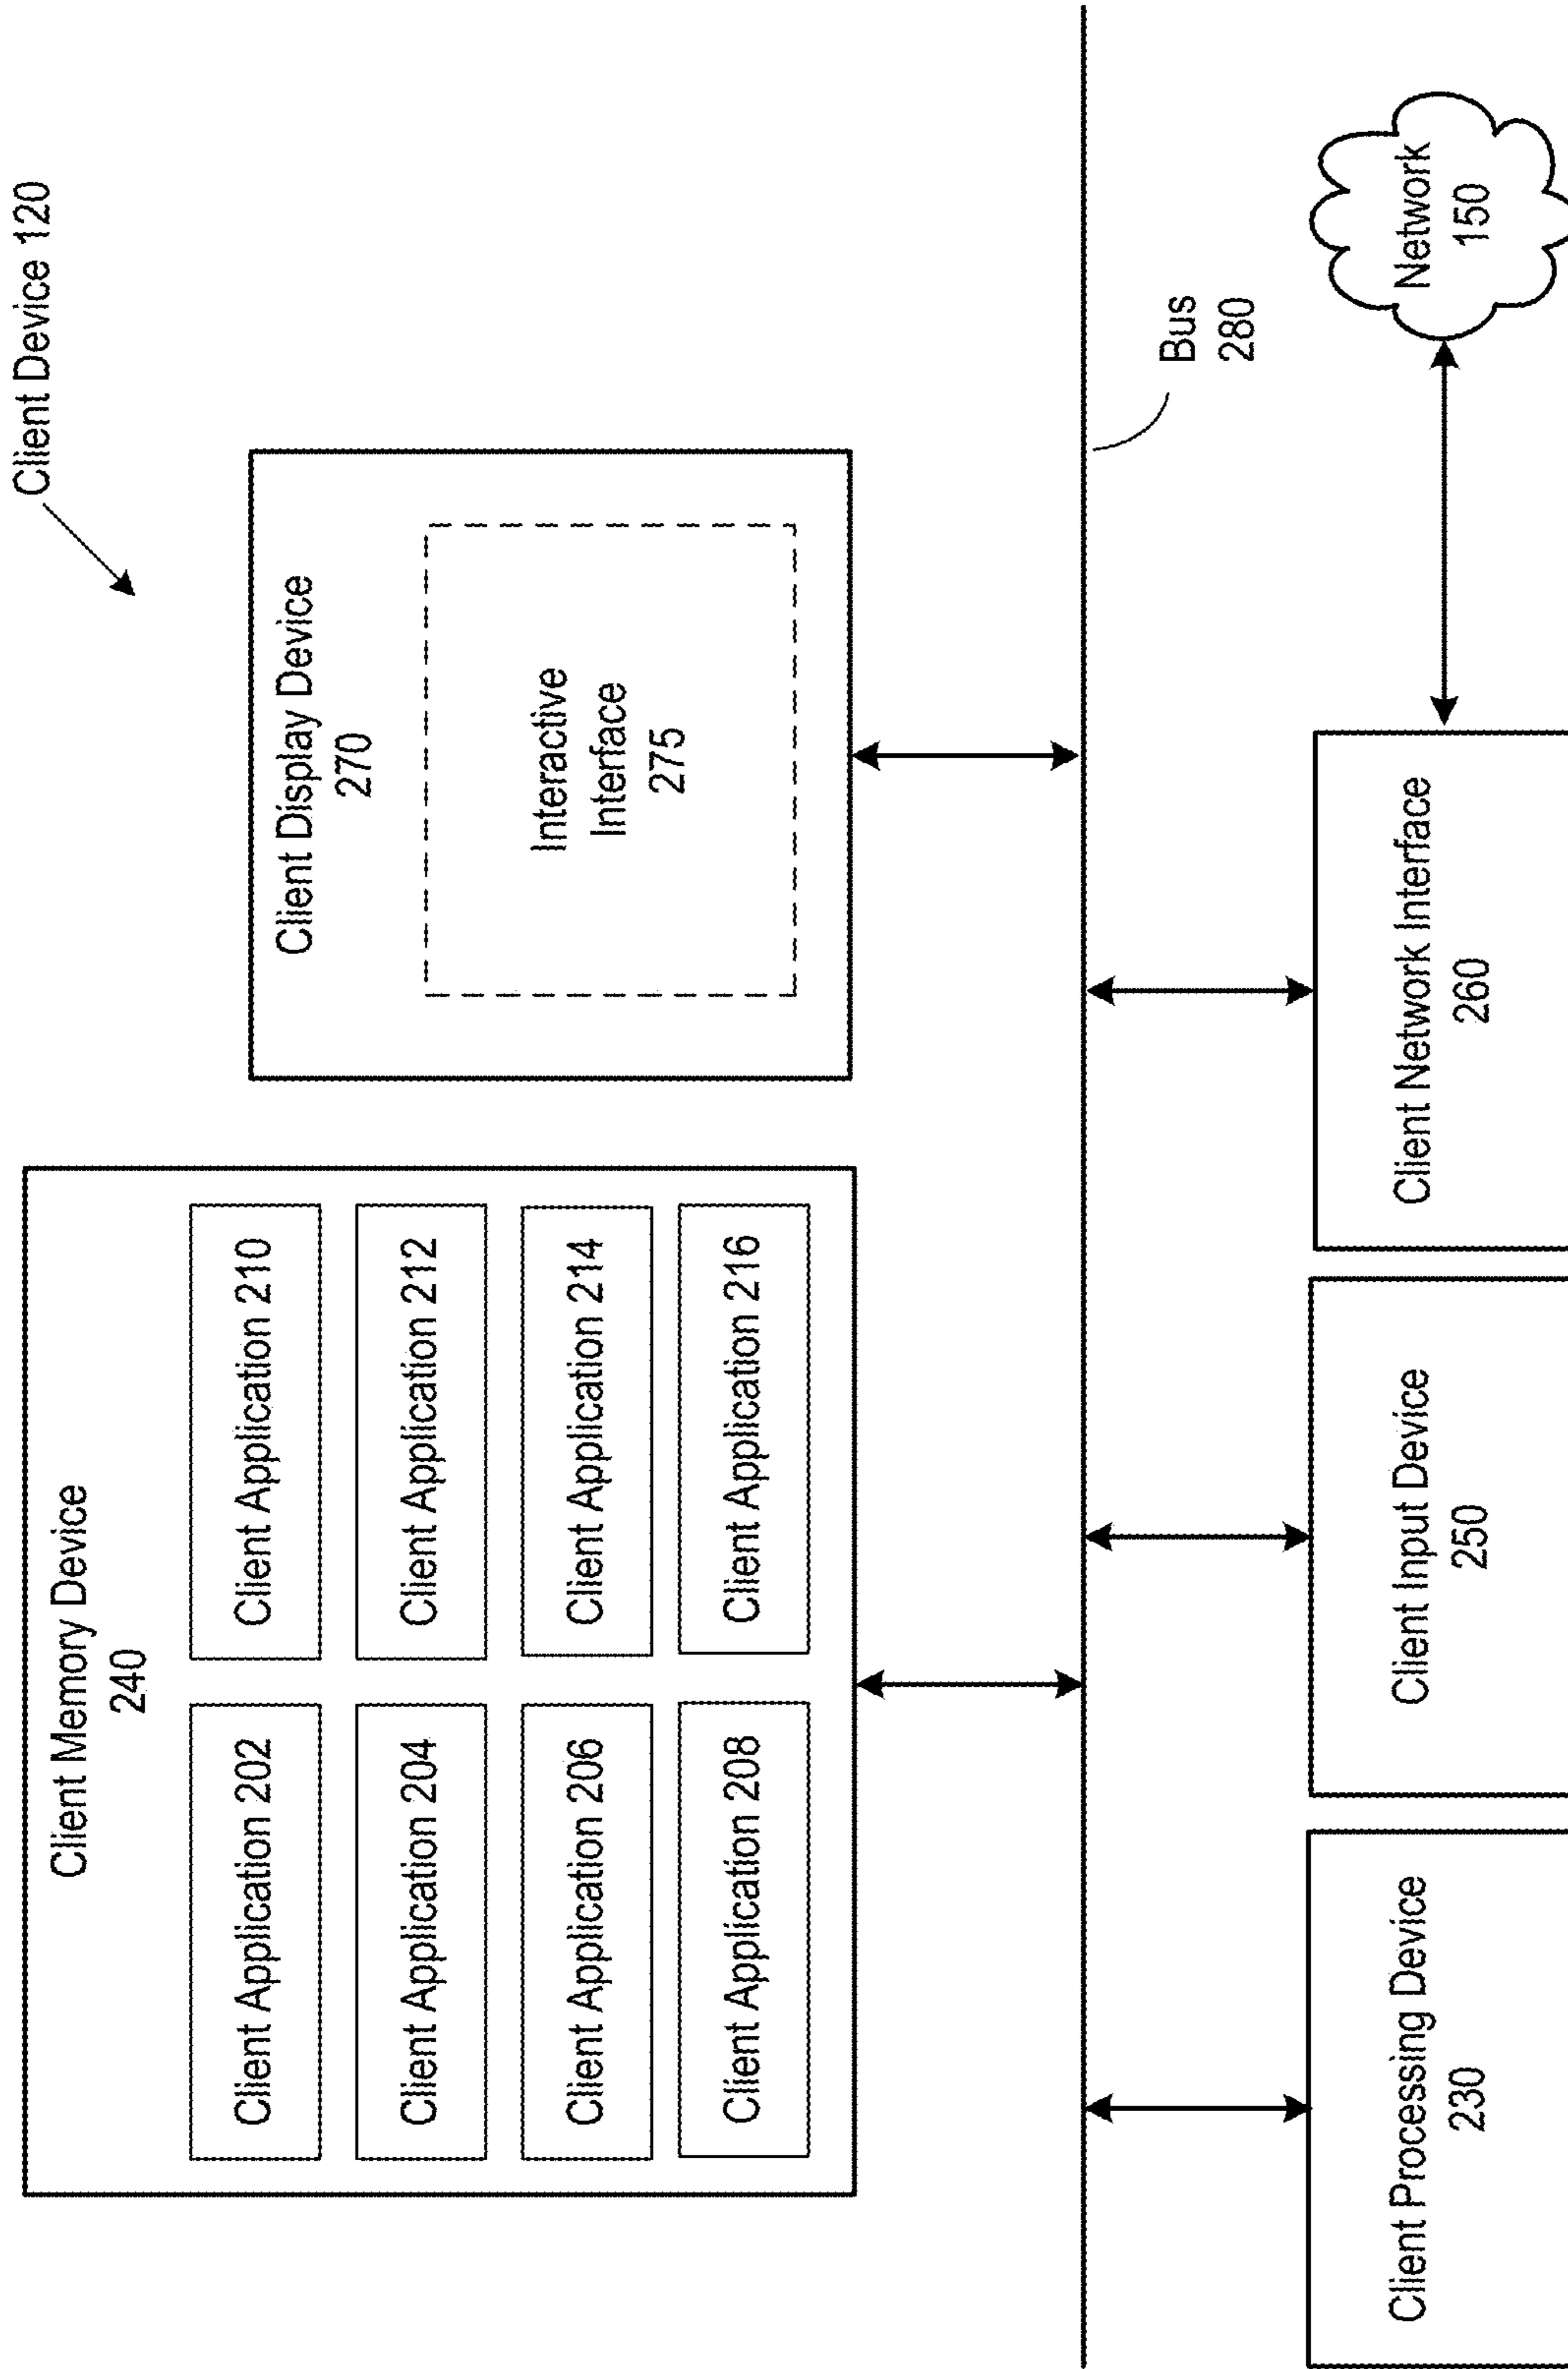 Client Device 120
Client Memory Device
240
Client Application 202
Client Application 210
Client Application 204
Client Application 212
Client Application 206
Client Application 214
Client Application 208
Client Application 216
Client Display Device
270
Interactive
Interface
275
Bus
280
Client Processing Device
230
Client Input Device
250
Client Network Interface
260
Network
150